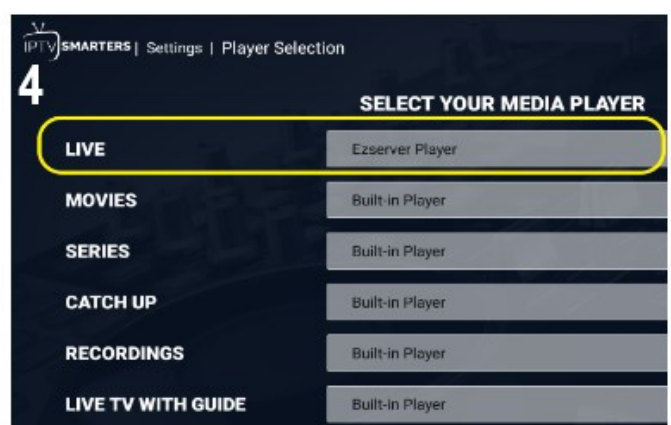 IPTV SMARTERS | Settings | Player Selection
4
SELECT YOUR MEDIA PLAYER
LIVE Ezserver Player
MOVIES Built-in Player
SERIES Built-in Player
CATCH UP Built-in Player
RECORDINGS Built-in Player
LIVE TV WITH GUIDE Built-in Player